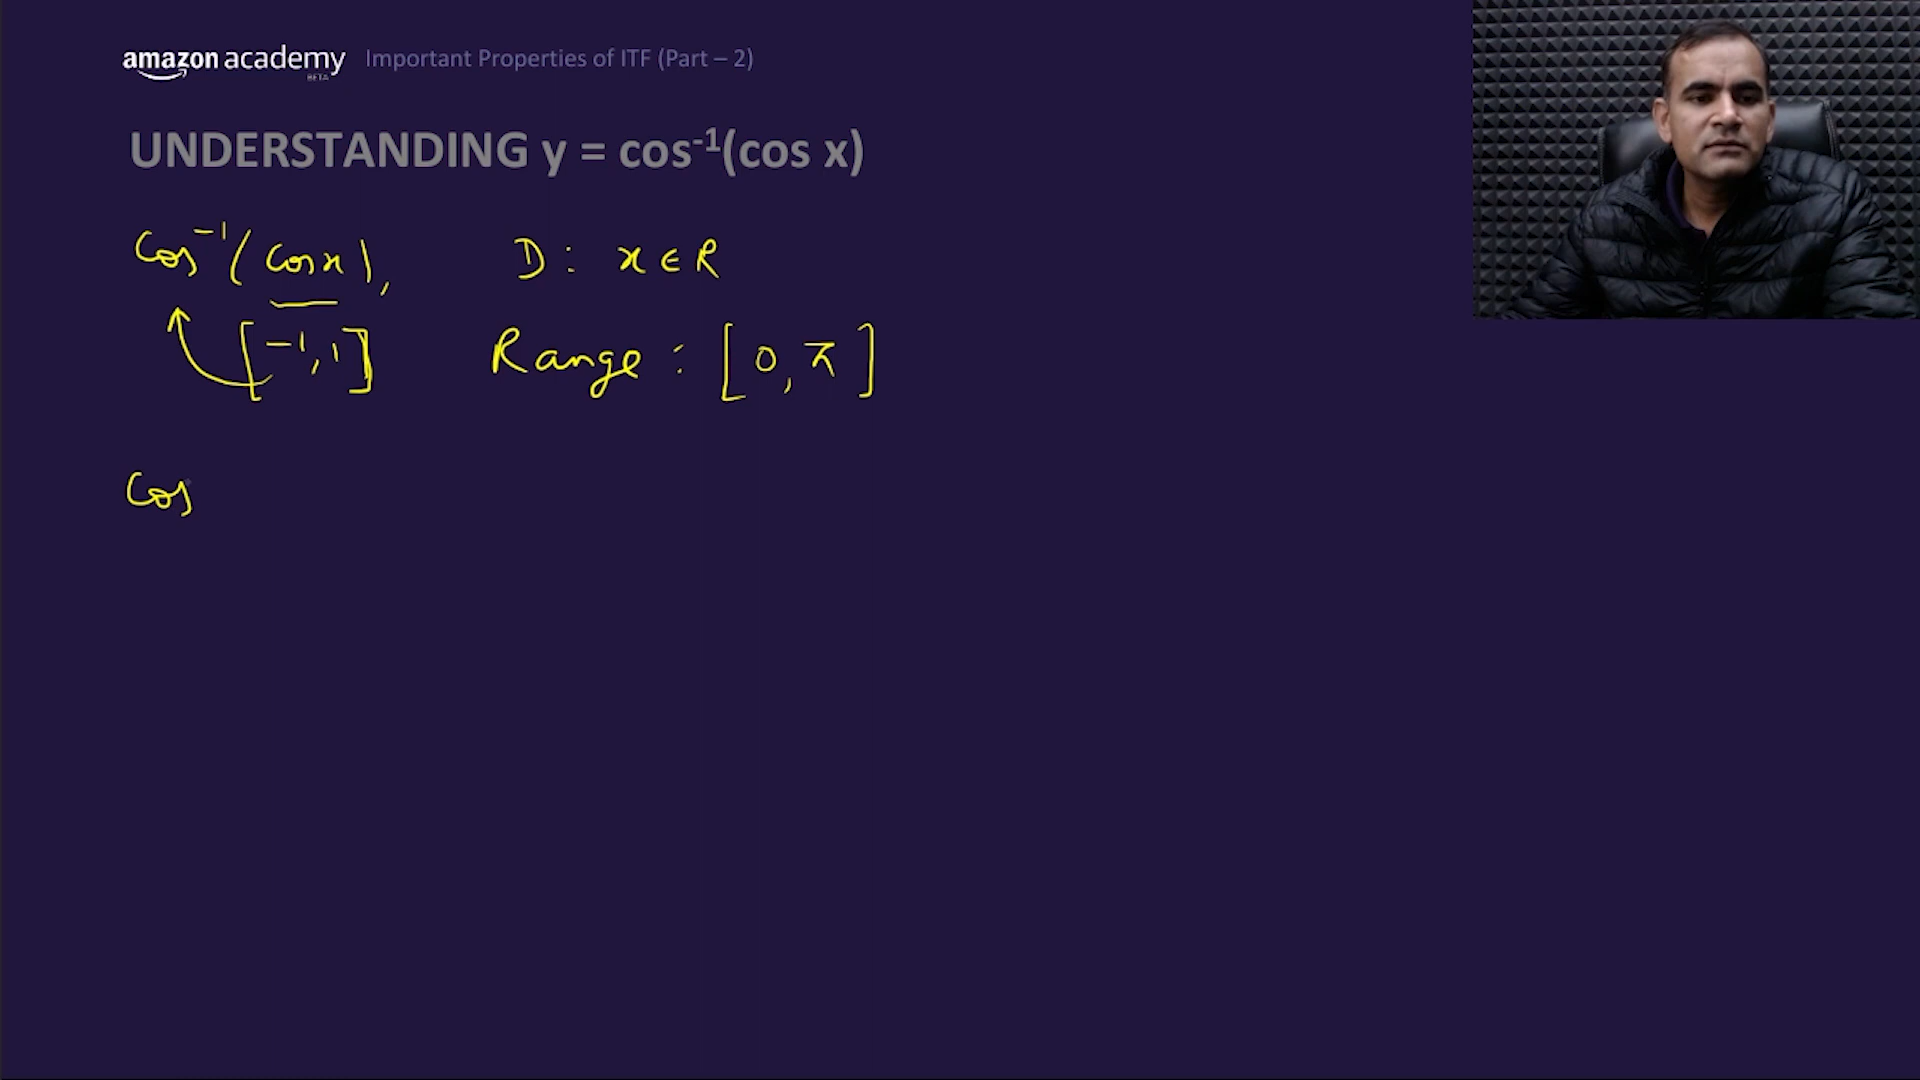 amazon academy Important Properties of ITF (Part – 2)
BETA
UNDERSTANDING y = cos⁻¹(cos x)
Cos⁻¹(cos x), D : x ∈ R
[-1, 1] Range : [0, π]
Cos